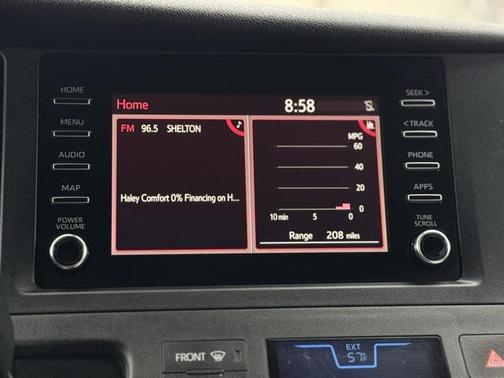 HOME
MENU
AUDIO
MAP
POWER
VOLUME
Home
8:58
FM 96.5 SHELTON
Haley Comfort 0% Financing on H...
MPG
60
40
20
0
10 min 5 0
Range 208 miles
SEEK >
< TRACK
PHONE
APPS
TUNE
SCROLL
FRONT
EXT
57°F